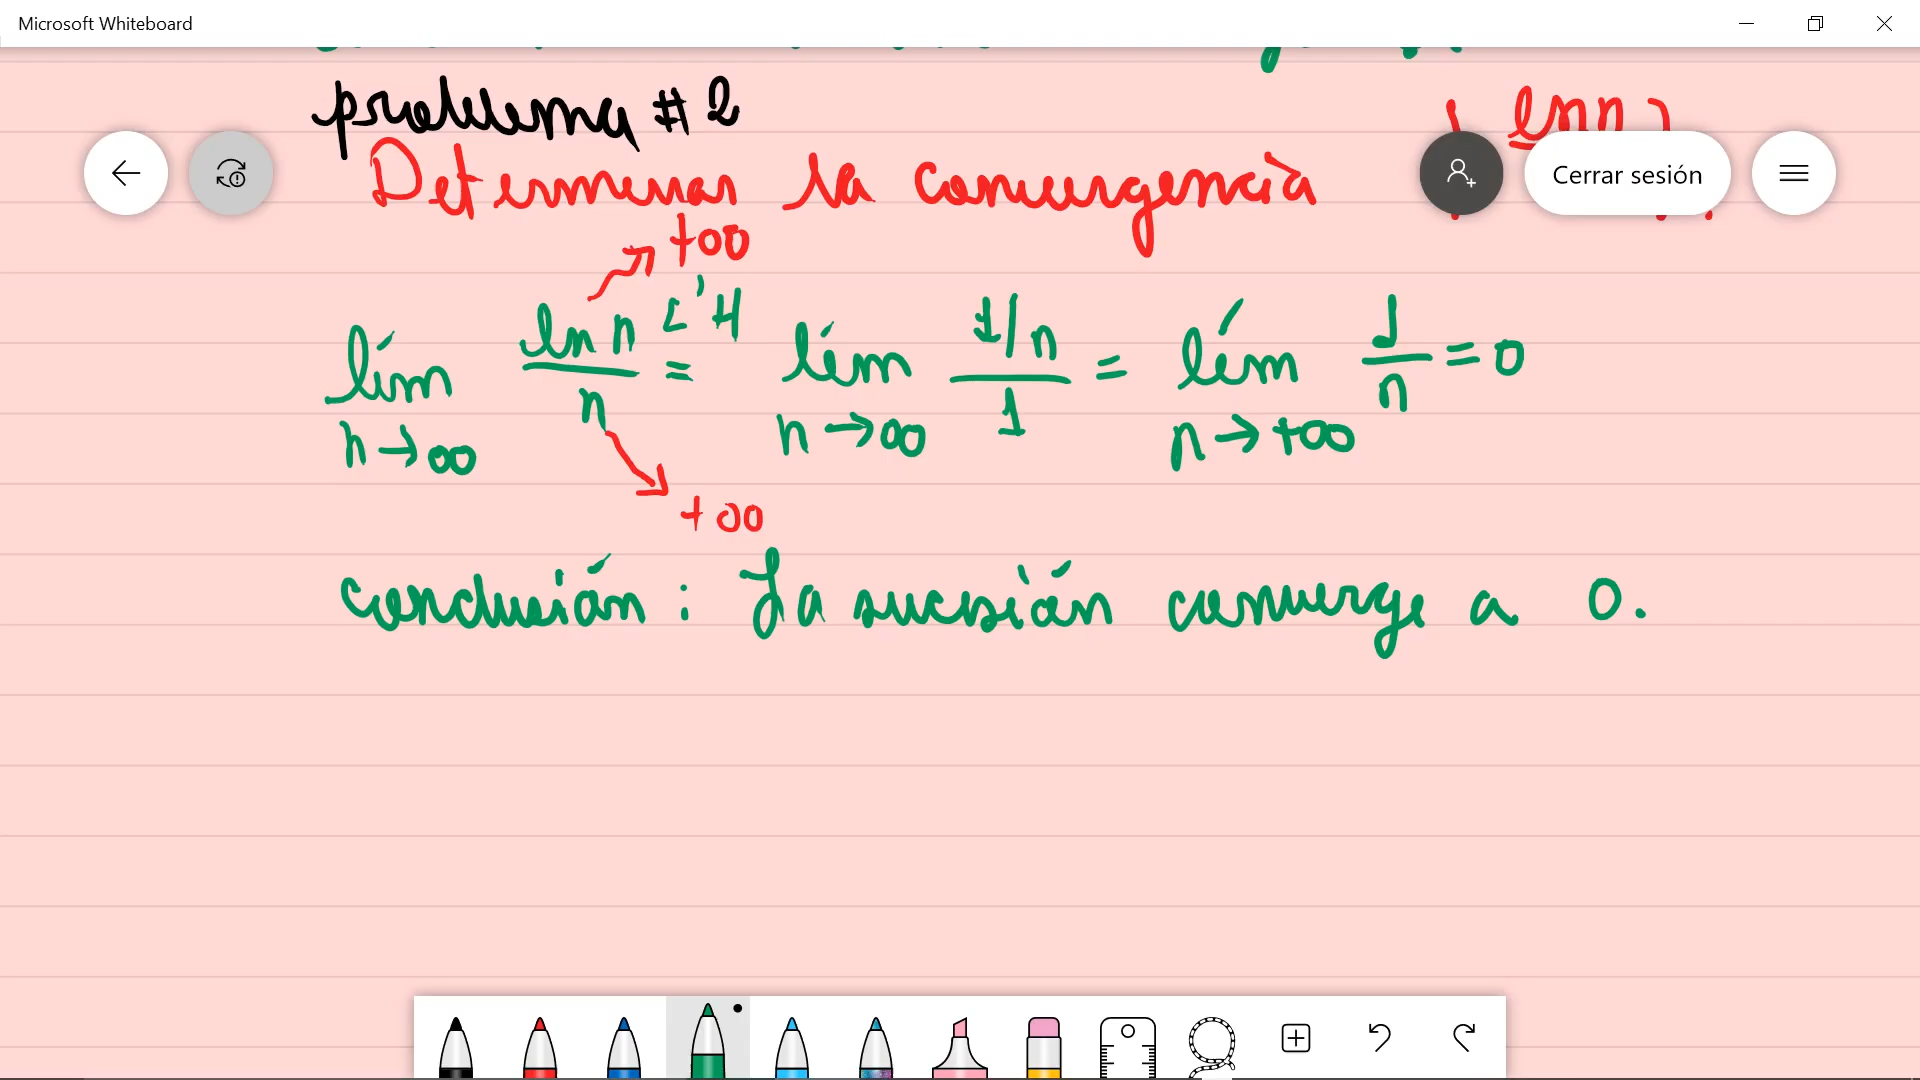 Microsoft Whiteboard
problema #2
ln n
Determinar la convergencia
Cerrar sesión
+∞
lím n→∞ ln n / n L'H = lím n→∞ 1/n / 1 = lím n→+∞ 1/n = 0
+∞
conclusión: La sucesión converge a 0.